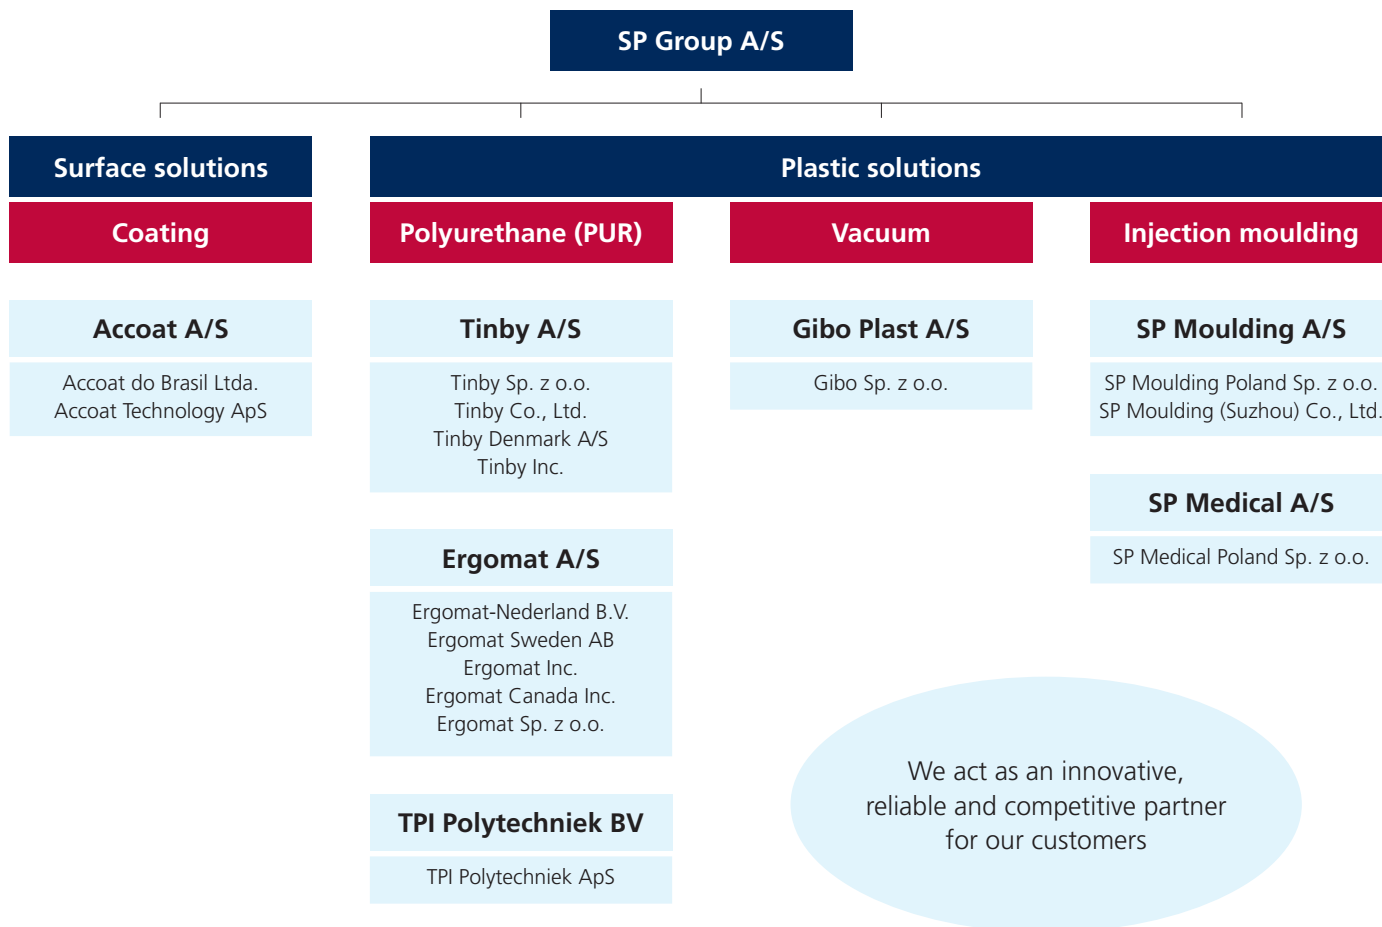 SP Group A/S
Surface solutions
Plastic solutions
Coating
Polyurethane (PUR)
Vacuum
Injection moulding
Accoat A/S
Accoat do Brasil Ltda.
Accoat Technology ApS
Tinby A/S
Tinby Sp. z o.o.
Tinby Co., Ltd.
Tinby Denmark A/S
Tinby Inc.
Ergomat A/S
Ergomat-Nederland B.V.
Ergomat Sweden AB
Ergomat Inc.
Ergomat Canada Inc.
Ergomat Sp. z o.o.
TPI Polytechniek BV
TPI Polytechniek ApS
Gibo Plast A/S
Gibo Sp. z o.o.
SP Moulding A/S
SP Moulding Poland Sp. z o.o.
SP Moulding (Suzhou) Co., Ltd.
SP Medical A/S
SP Medical Poland Sp. z o.o.
We act as an innovative,
reliable and competitive partner
for our customers